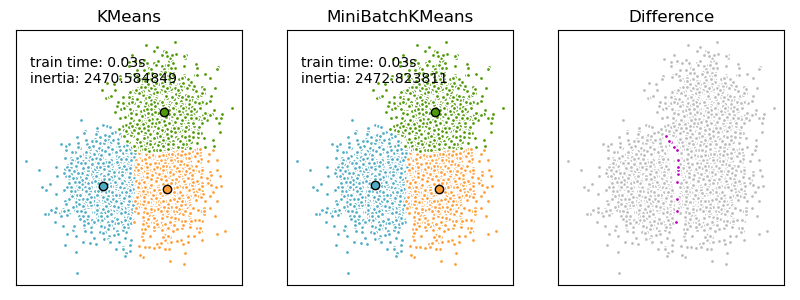 KMeans
train time: 0.03s
inertia: 2470.584849
MiniBatchKMeans
train time: 0.03s
inertia: 2472.823811
Difference